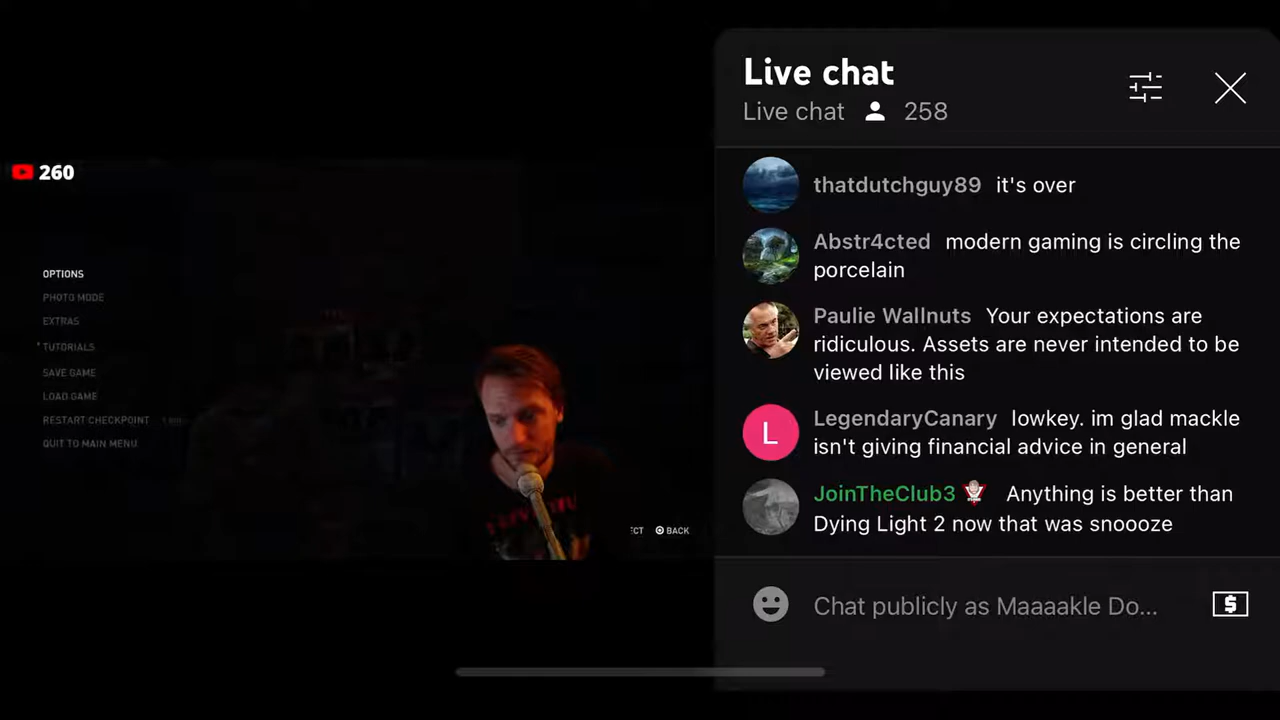 260
OPTIONS
PHOTO MODE
EXTRAS
TUTORIALS
SAVE GAME
LOAD GAME
RESTART CHECKPOINT
QUIT TO MAIN MENU
BACK
Live chat
Live chat 258
thatdutchguy89 it's over
Abstr4cted modern gaming is circling the
porcelain
Paulie Wallnuts Your expectations are
ridiculous. Assets are never intended to be
viewed like this
L
LegendaryCanary lowkey. im glad mackle
isn't giving financial advice in general
JoinTheClub3 Anything is better than
Dying Light 2 now that was snoooze
Chat publicly as Maaaakle Do...
$